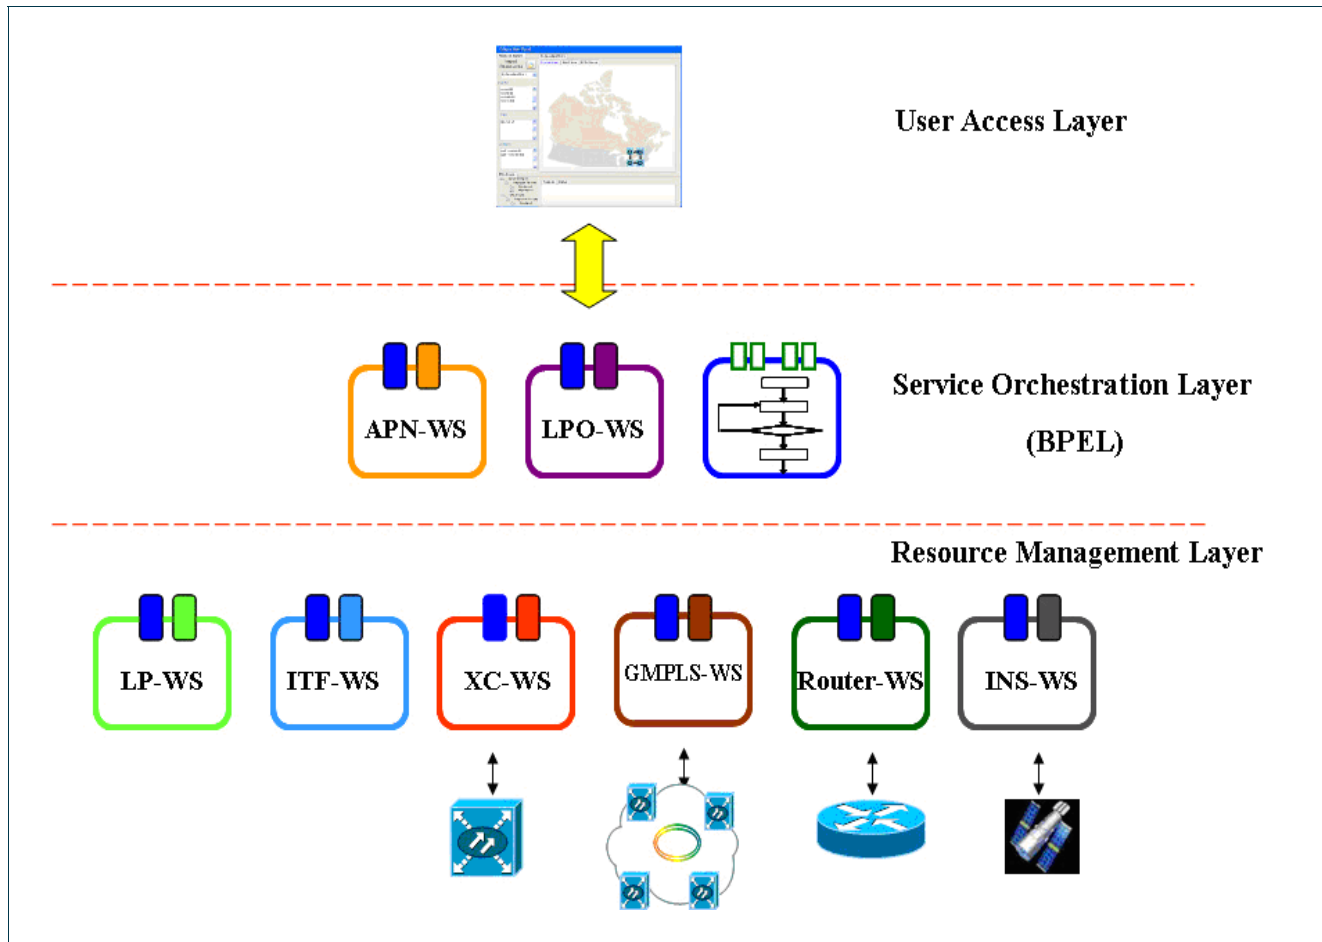 User Access Layer
APN-WS
LPO-WS
Service Orchestration Layer
(BPEL)
Resource Management Layer
LP-WS
ITF-WS
XC-WS
GMPLS-WS
Router-WS
INS-WS